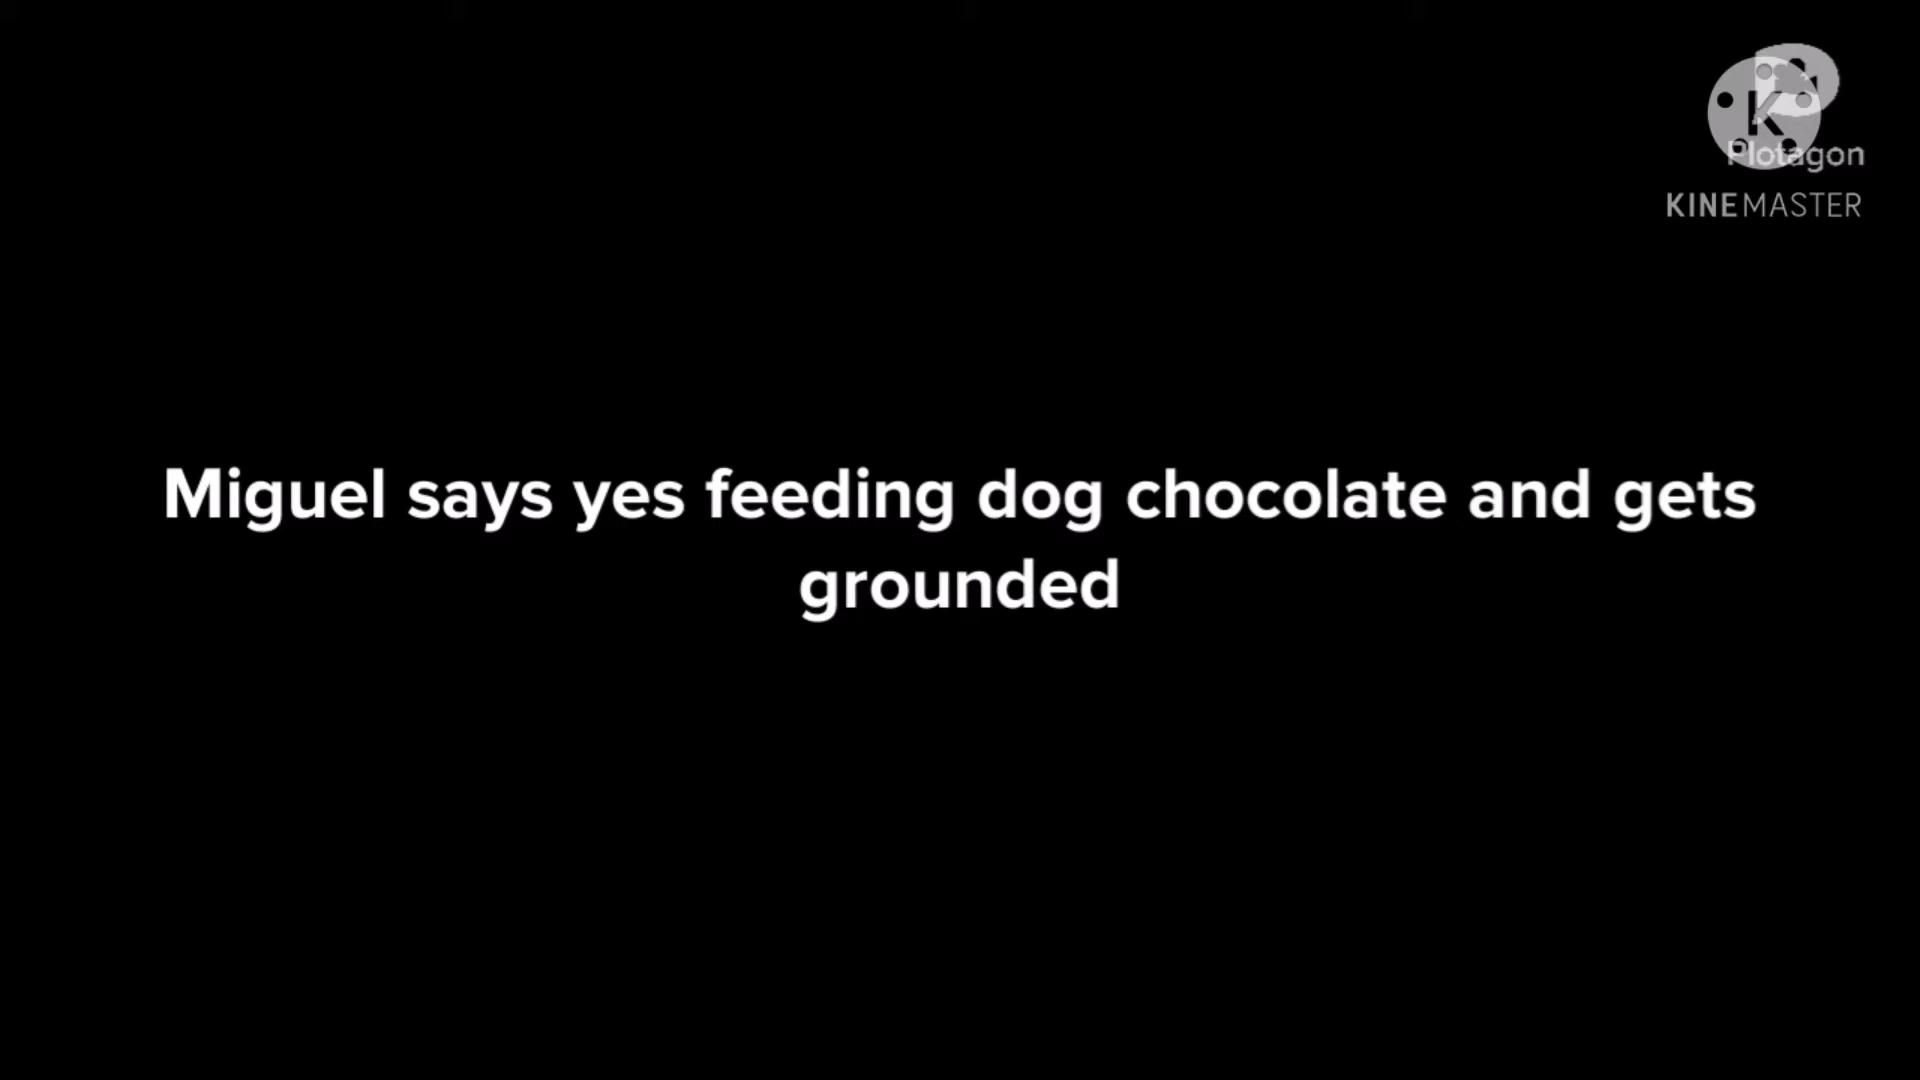 K
Plotagon
KINEMASTER
Miguel says yes feeding dog chocolate and gets
grounded